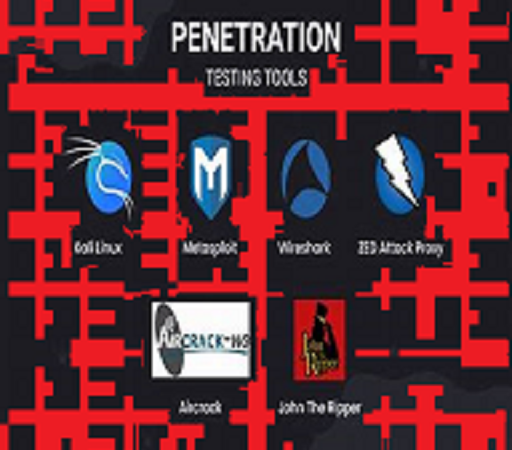 PENETRATION
TESTING TOOLS
Kali Linux
Metasploit
Wireshark
ZED Attack Proxy
AIRCRACK-NG
John The Ripper
Aircrack
John The Ripper